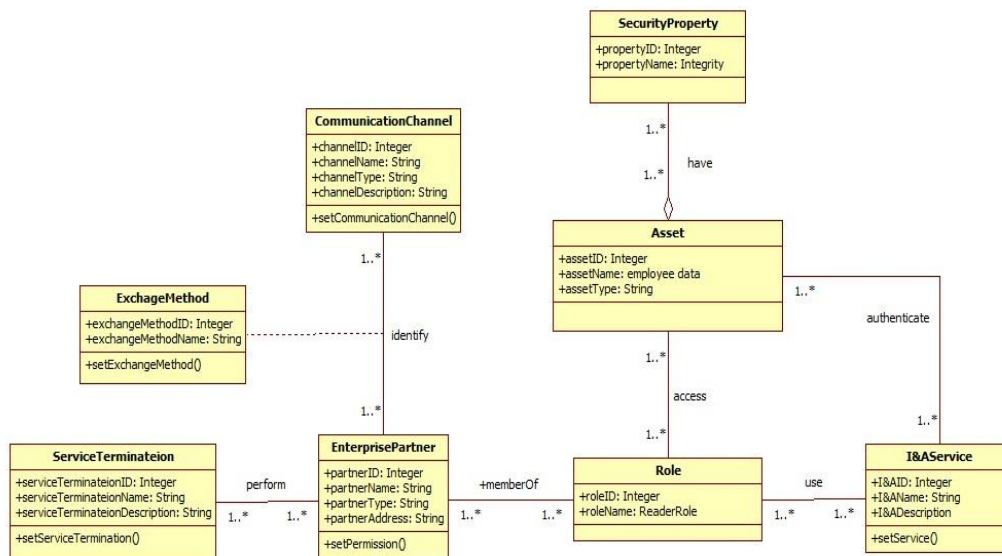 SecurityProperty
+propertyID: Integer
+propertyName: Integrity
1..*
have
1..*
CommunicationChannel
+channelID: Integer
+channelName: String
+channelType: String
+channelDescription: String
+setCommunicationChannel()
1..*
Asset
+assetID: Integer
+assetName: employee data
+assetType: String
1..*
authenticate
1..*
ExchageMethod
+exchangeMethodID: Integer
+exchangeMethodName: String
+setExchangeMethod()
identify
1..*
1..*
access
1..*
ServiceTerminateion
+serviceTerminateionID: Integer
+serviceTerminateionName: String
+serviceTerminateionDescription: String
+setServiceTermination()
perform
1..*
1..*
EnterprisePartner
+partnerID: Integer
+partnerName: String
+partnerType: String
+partnerAddress: String
+setPermission()
+memberOf
1..*
1..*
Role
+roleID: Integer
+roleName: ReaderRole
use
1..*
1..*
I&AService
+I&AID: Integer
+I&AName: String
+I&ADescription
+setService()